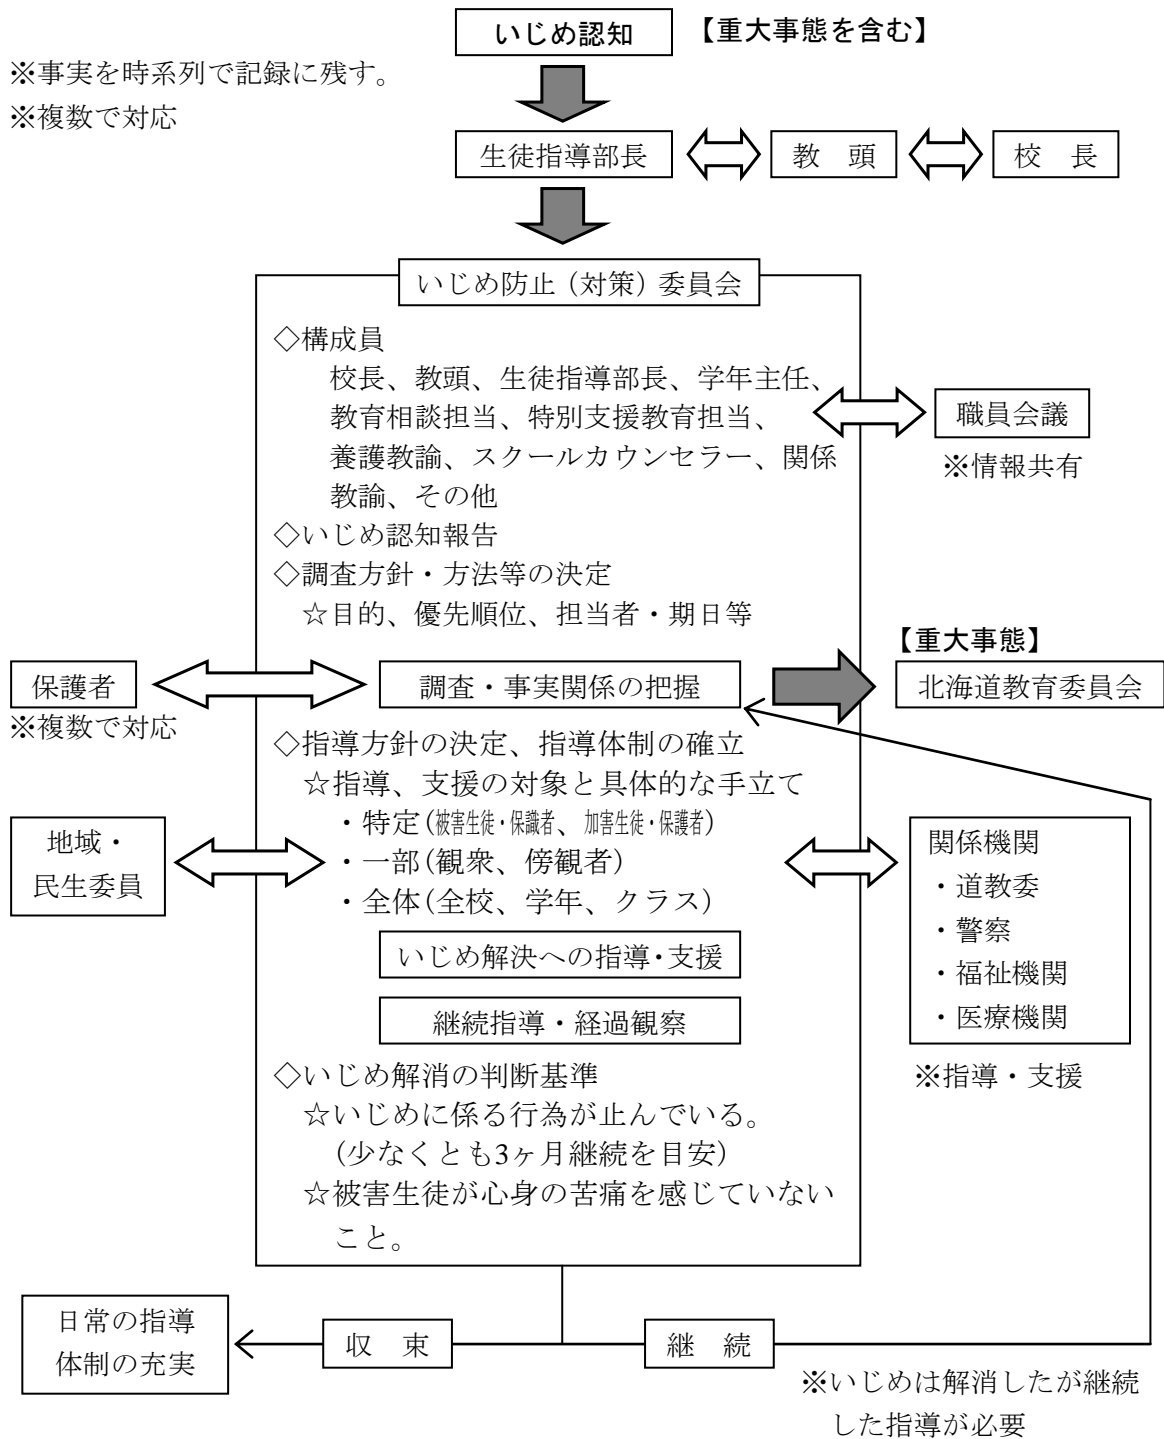 いじめ認知
【重大事態を含む】
※事実を時系列で記録に残す。
※複数で対応
生徒指導部長
教　頭
校　長
いじめ防止（対策）委員会
◇構成員
校長、教頭、生徒指導部長、学年主任、
教育相談担当、特別支援教育担当、
養護教諭、スクールカウンセラー、関係
教諭、その他
職員会議
※情報共有
◇いじめ認知報告
◇調査方針・方法等の決定
☆目的、優先順位、担当者・期日等
【重大事態】
保護者
調査・事実関係の把握
北海道教育委員会
※複数で対応
◇指導方針の決定、指導体制の確立
☆指導、支援の対象と具体的な手立て
・特定(被害生徒・保識者、加害生徒・保護者)
・一部(観衆、傍観者)
・全体(全校、学年、クラス)
地域・
民生委員
関係機関
・道教委
・警察
・福祉機関
・医療機関
※指導・支援
いじめ解決への指導・支援
継続指導・経過観察
◇いじめ解消の判断基準
☆いじめに係る行為が止んでいる。
(少なくとも3ヶ月継続を目安)
☆被害生徒が心身の苦痛を感じていない
こと。
日常の指導
体制の充実
収　束
継　続
※いじめは解消したが継続
した指導が必要